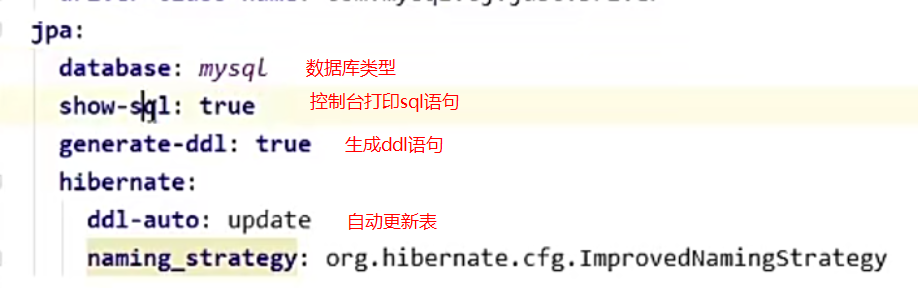 jpa:
database: mysql 数据库类型
show-sql: true 控制台打印sql语句
generate-ddl: true 生成ddl语句
hibernate:
ddl-auto: update 自动更新表
naming_strategy: org.hibernate.cfg.ImprovedNamingStrategy